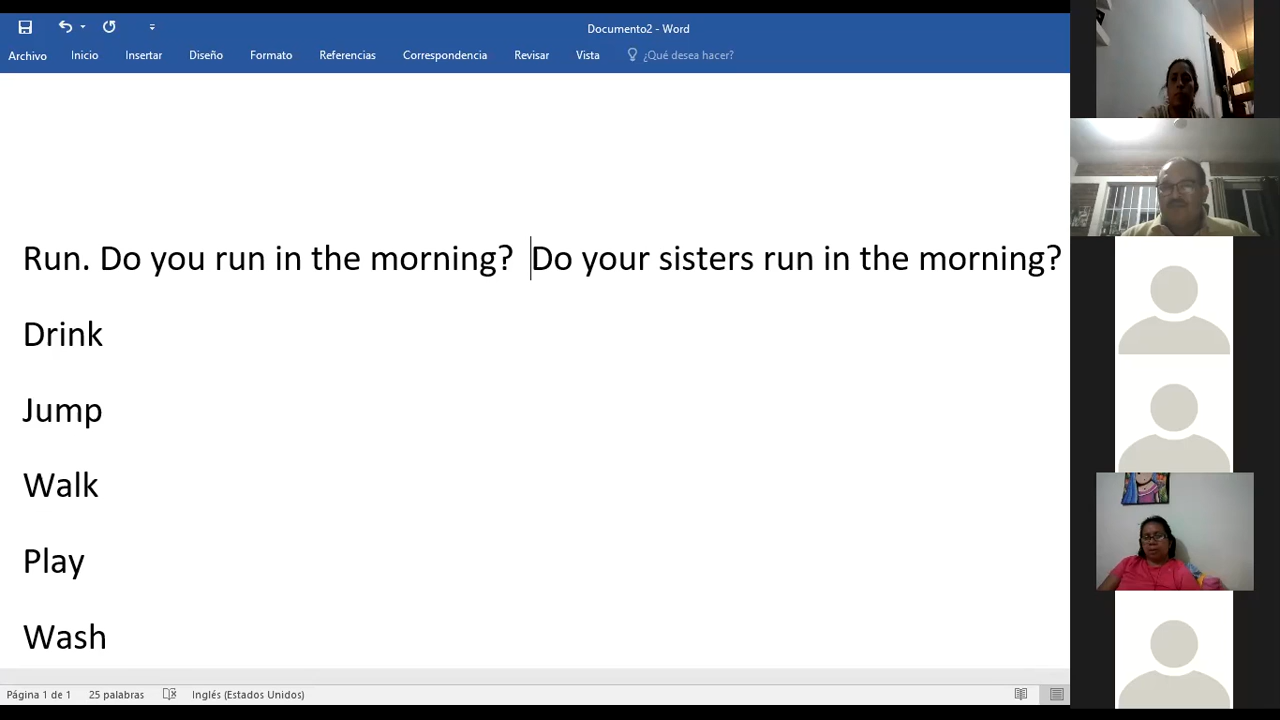 Documento2 - Word
Archivo Inicio Insertar Diseño Formato Referencias Correspondencia Revisar Vista ¿Qué desea hacer?
Run. Do you run in the morning? Do your sisters run in the morning?
Drink
Jump
Walk
Play
Wash
Página 1 de 1 25 palabras Inglés (Estados Unidos)